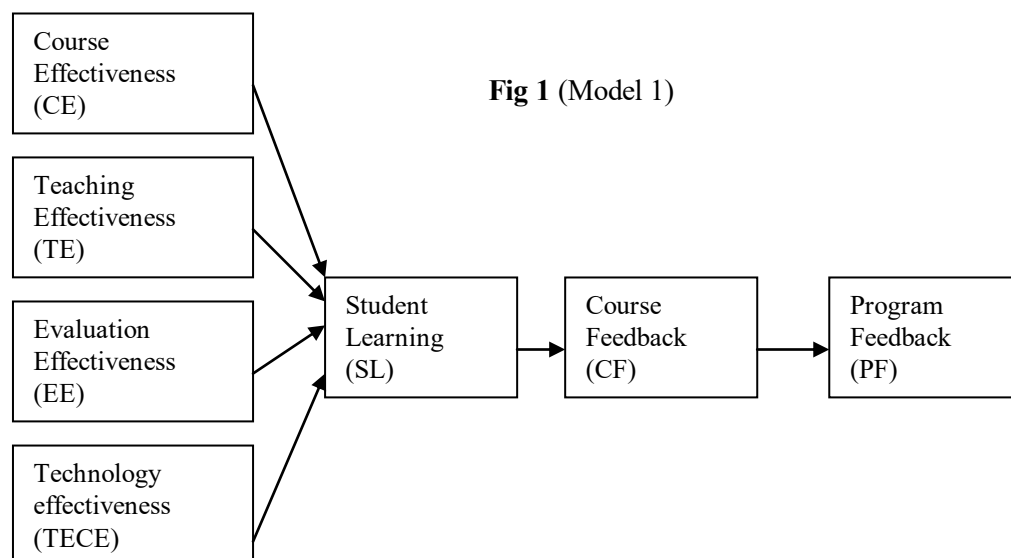 Course
Effectiveness
(CE)
Fig 1 (Model 1)
Teaching
Effectiveness
(TE)
Evaluation
Effectiveness
(EE)
Technology
effectiveness
(TECE)
Student
Learning
(SL)
Course
Feedback
(CF)
Program
Feedback
(PF)